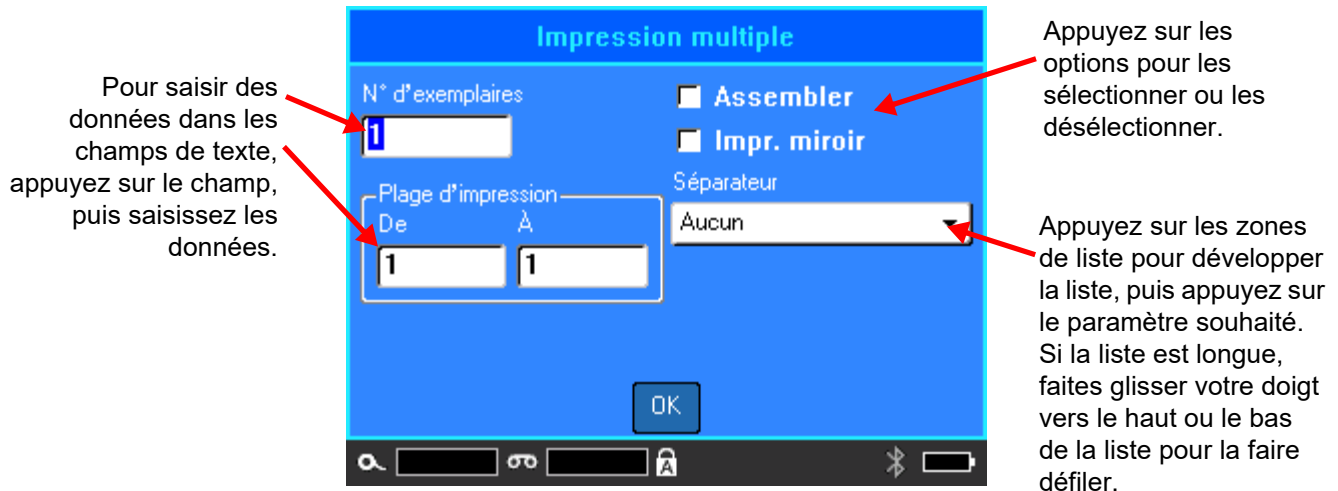 Pour saisir des
données dans les
champs de texte,
appuyez sur le champ,
puis saisissez les
données.
Impression multiple
N° d'exemplaires
1
Plage d'impression
De
À
1
1
Assembler
Impr. miroir
Séparateur
Aucun
OK
A
Appuyez sur les
options pour les
sélectionner ou les
désélectionner.
Appuyez sur les zones
de liste pour développer
la liste, puis appuyez sur
le paramètre souhaité.
Si la liste est longue,
faites glisser votre doigt
vers le haut ou le bas
de la liste pour la faire
défiler.